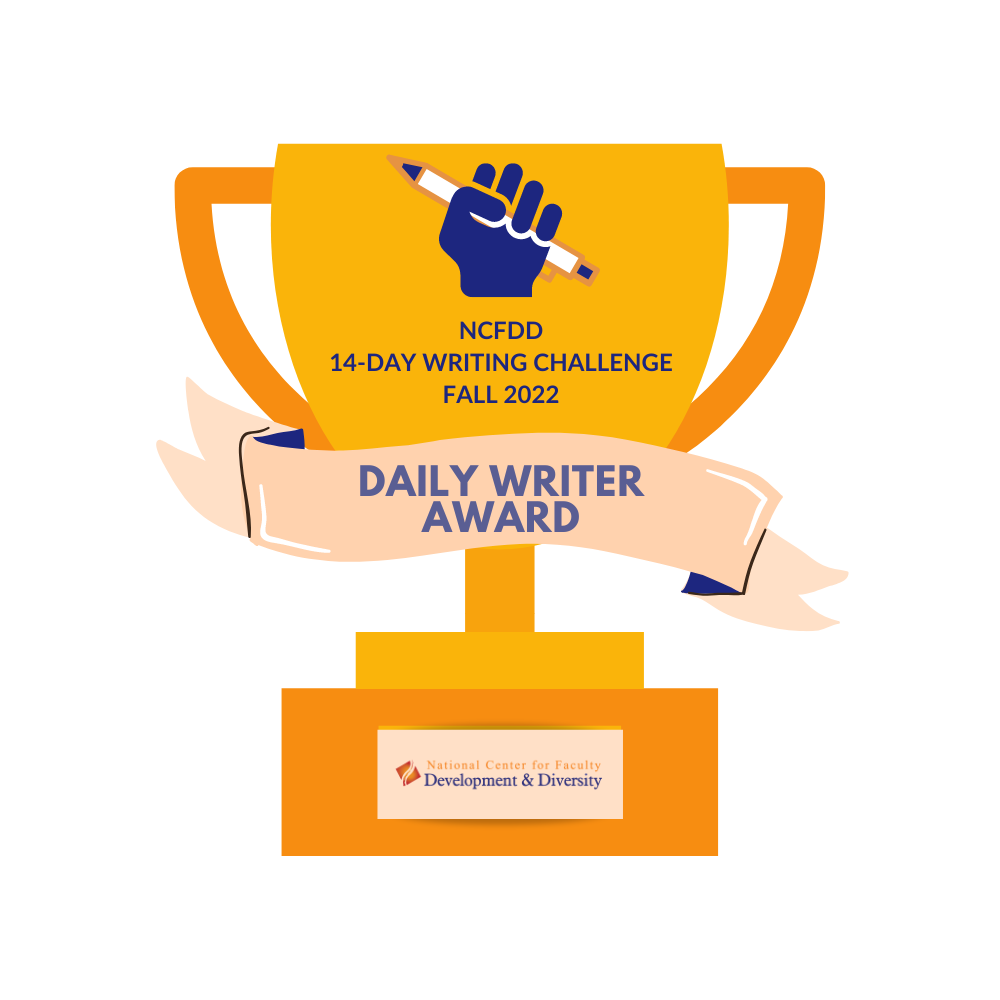 NCFDD
14-DAY WRITING CHALLENGE
FALL 2022
DAILY WRITER
AWARD
National Center for Faculty
Development & Diversity